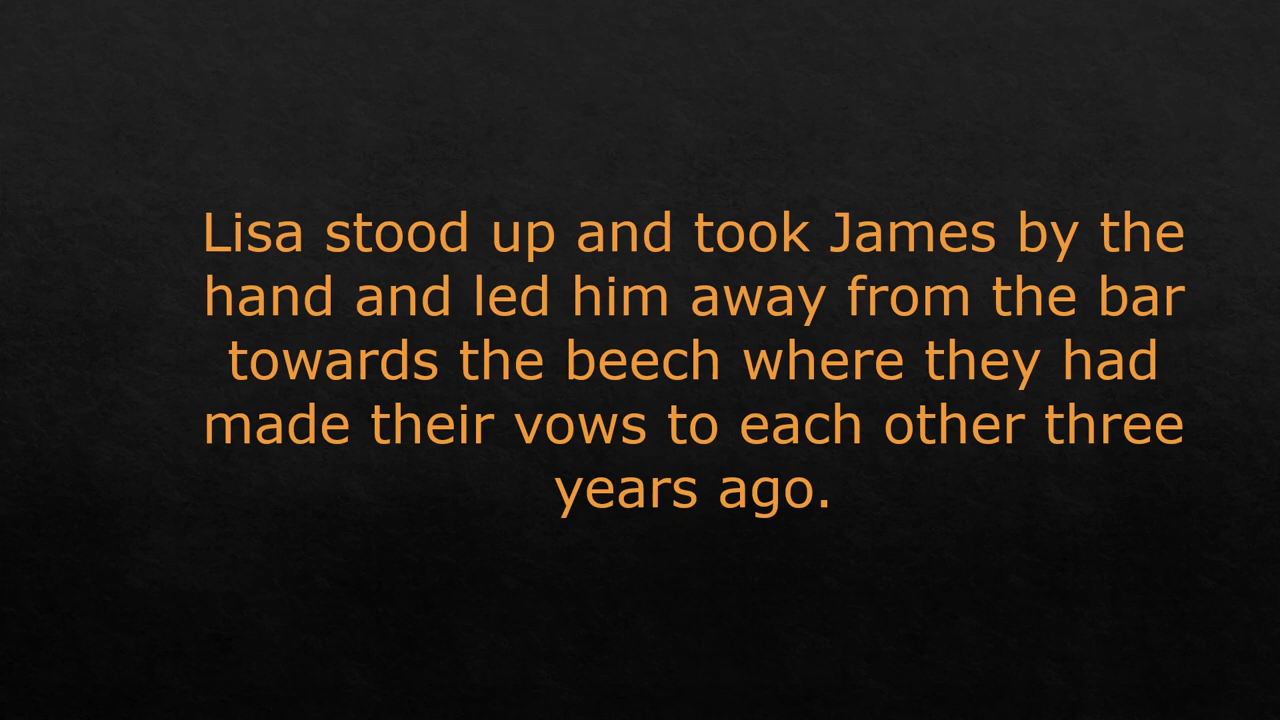 Lisa stood up and took James by the
hand and led him away from the bar
towards the beech where they had
made their vows to each other three
years ago.